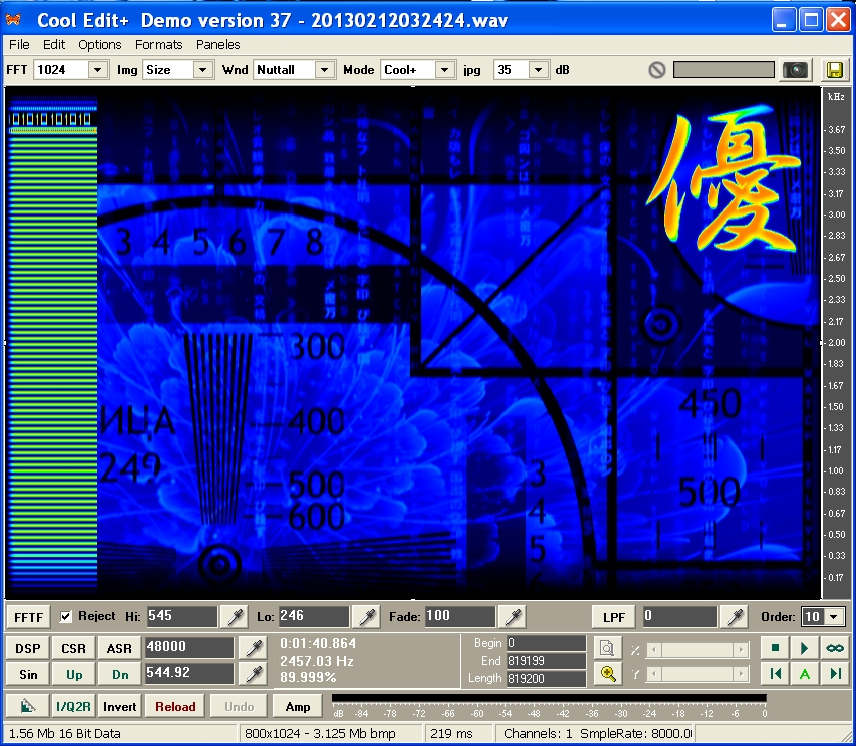 Cool Edit+ Demo version 37 - 20130212032424.wav
File Edit Options Formats Paneles
FFT 1024 Img Size Wnd Nuttall Mode Cool+ jpg 35 dB
kHz
10101010101010
優
3.67
3.50
3.33
3.17
3.00
2.83
2.67
2.50
2.33
2.17
2.00
1.83
1.67
1.50
1.33
1.17
1.00
0.83
0.67
0.50
0.33
0.17
3 4 5 6 7 8
300
400
500
600
ИЦА
249
450
500
3
4
5
FFTF Reject Hi: 545 Lo: 246 Fade: 100 LPF 0 Order: 10
DSP CSR ASR 48000 0:01:40.864 Begin 0
2457.03 Hz End 819199
Sin Up Dn 544.92 89.999% Length 819200
I/Q2R Invert Reload Undo Amp dB -84 -78 -72 -66 -60 -54 -48 -42 -36 -30 -24 -18 -12 -6 0
1.56 Mb 16 Bit Data 800x1024 - 3.125 Mb bmp 219 ms Channels: 1 SmpleRate: 8000.0